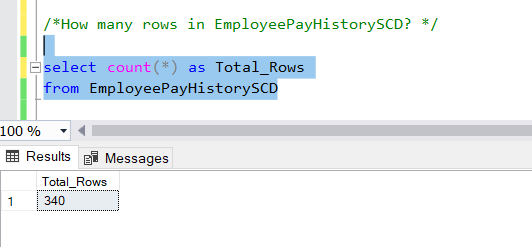 /*How many rows in EmployeePayHistorySCD? */
select count(*) as Total_Rows
from EmployeePayHistorySCD
100 %
Results Messages
Total_Rows
1 340